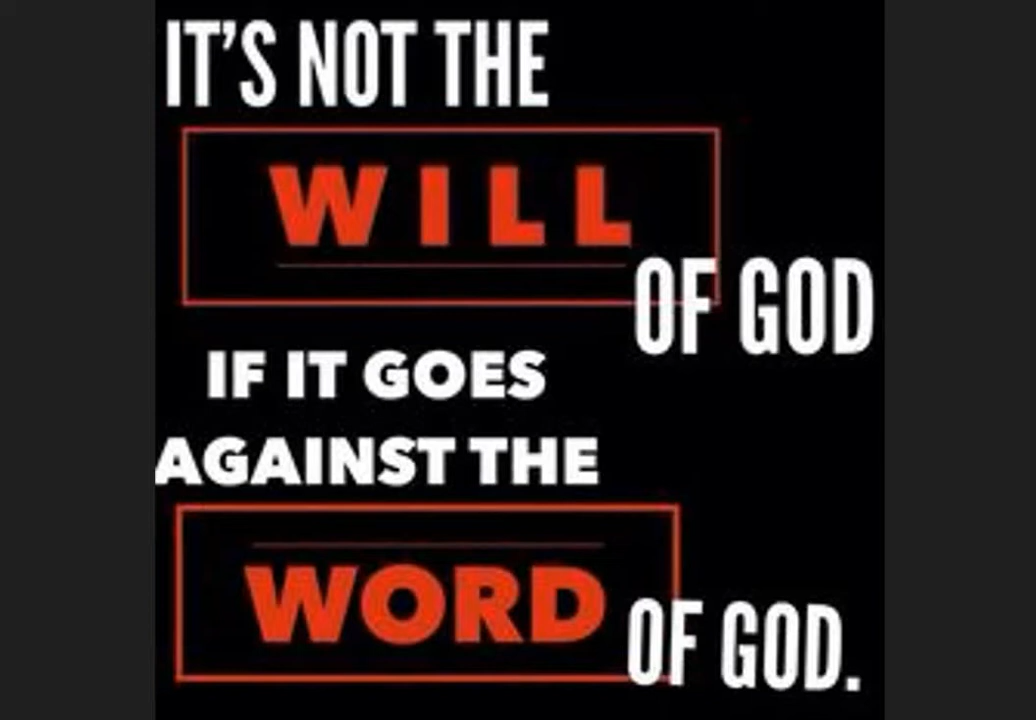 IT'S NOT THE
WILL
OF GOD
IF IT GOES
AGAINST THE
WORD
OF GOD.